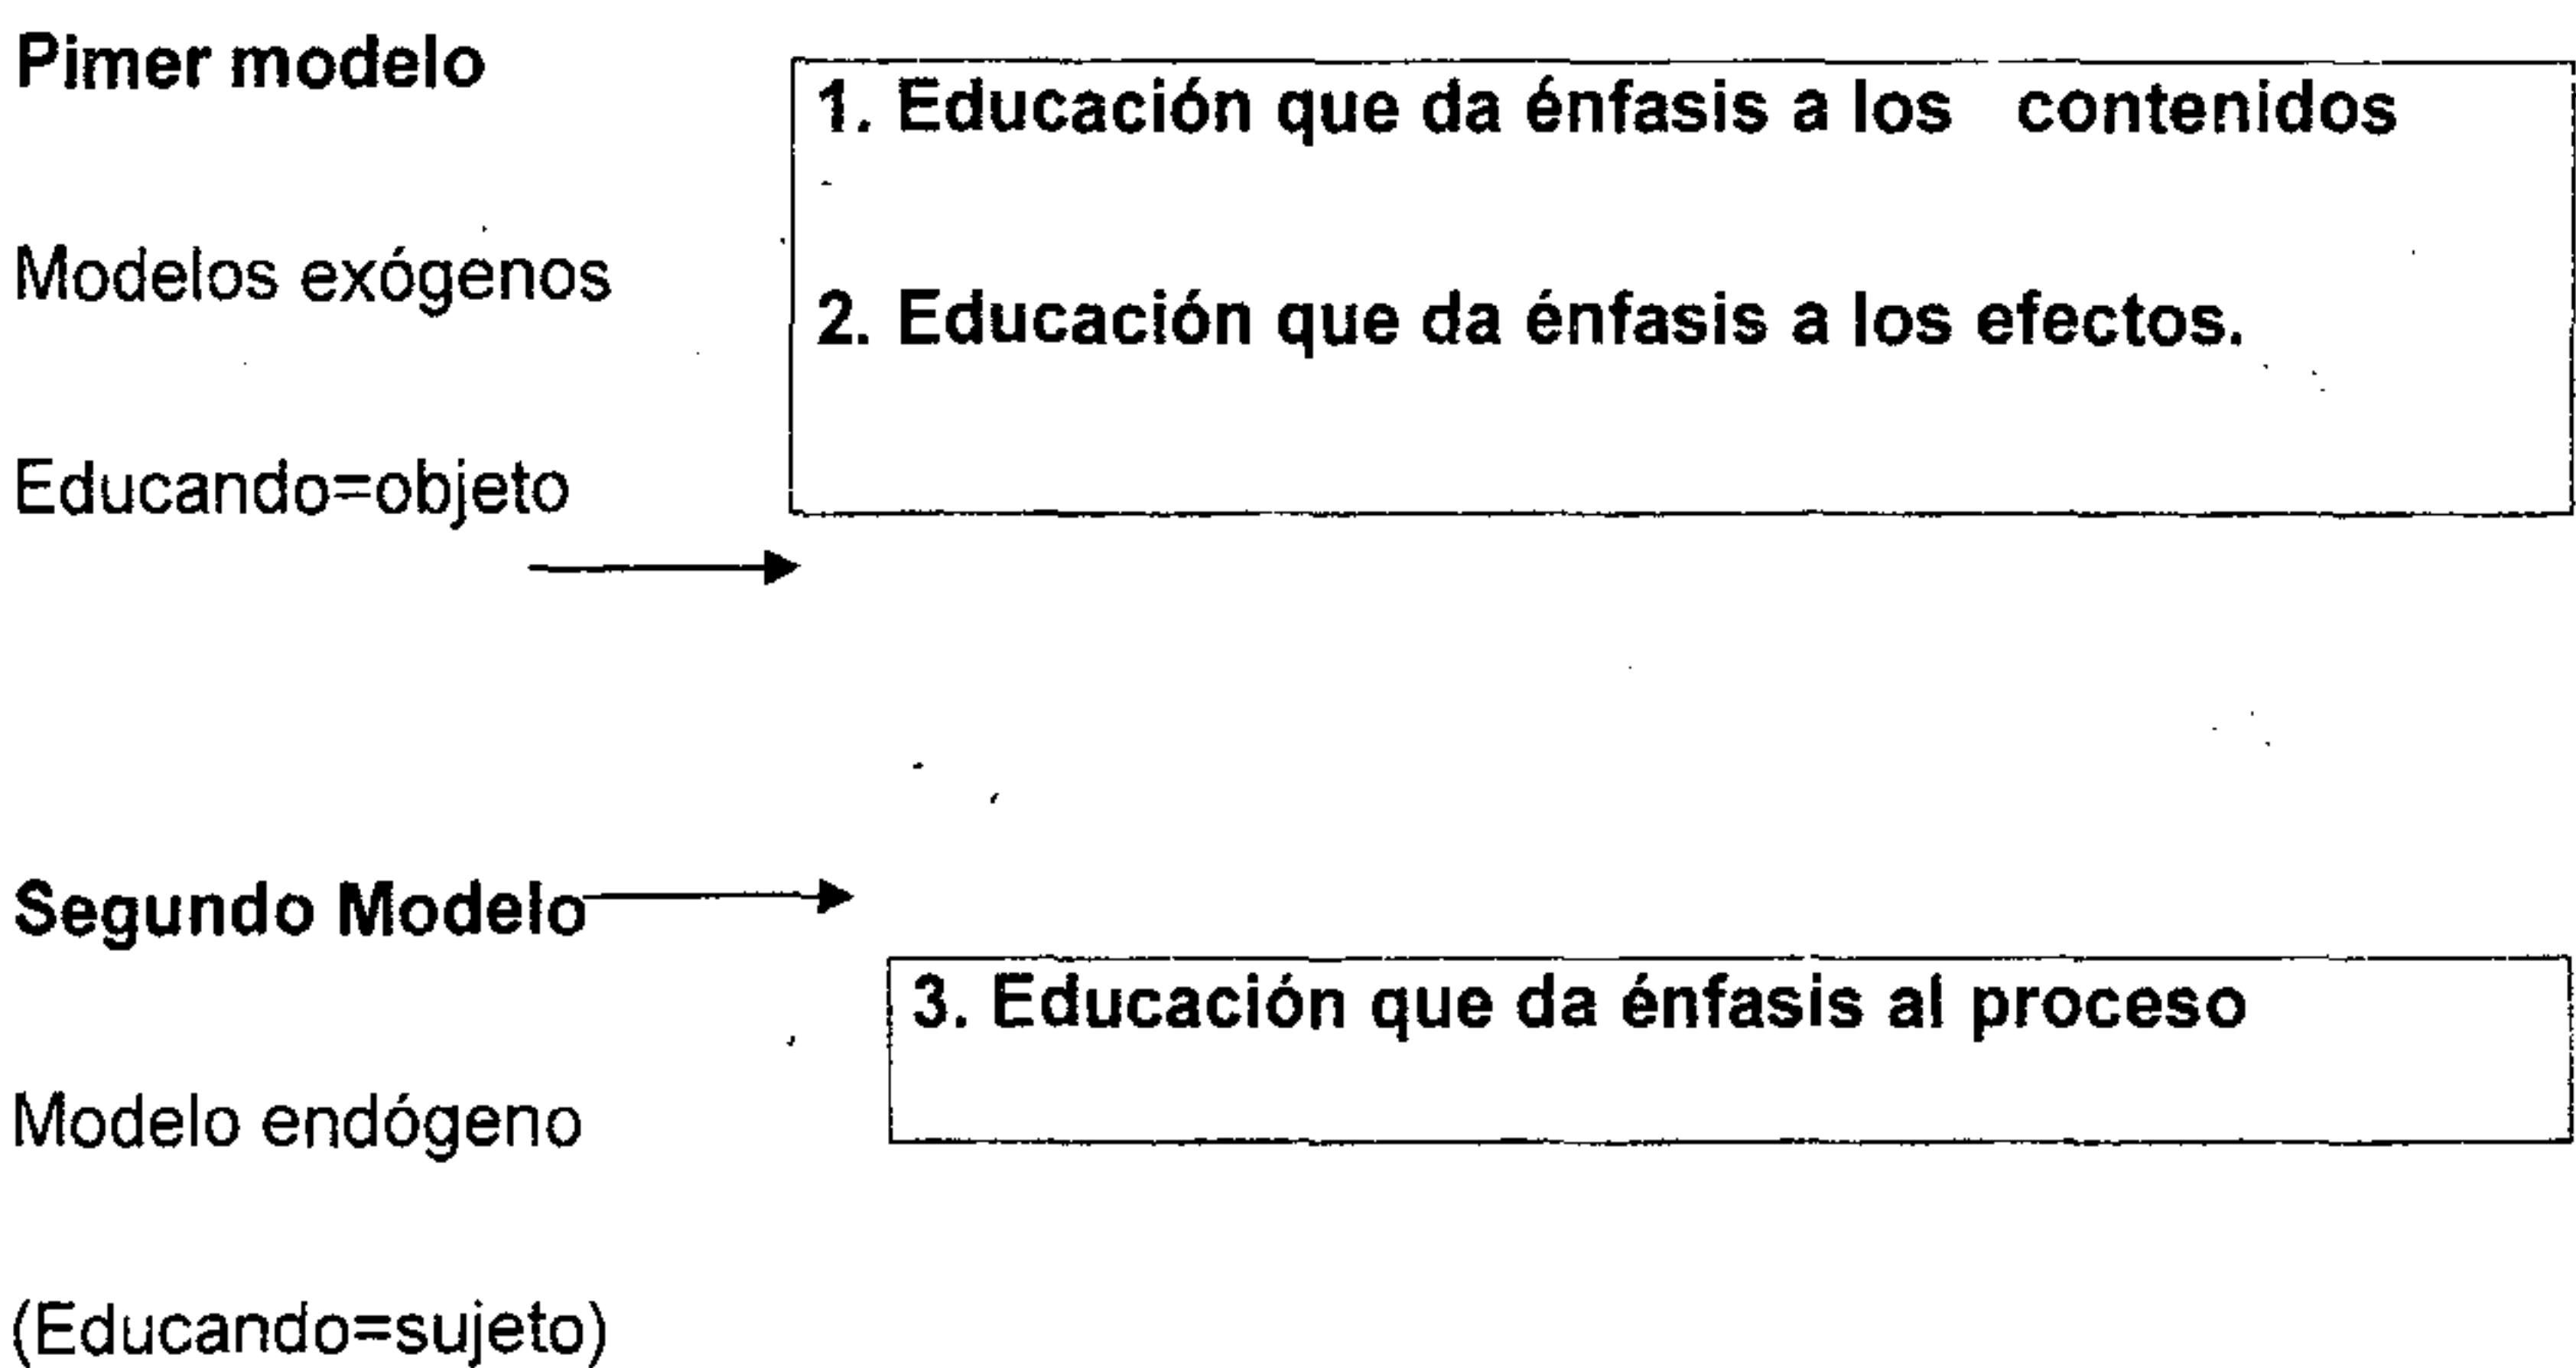 Pimer modelo
1. Educación que da énfasis a los contenidos
Modelos exógenos
2. Educación que da énfasis a los efectos.
Educando=objeto
Segundo Modelo
3. Educación que da énfasis al proceso
Modelo endógeno
(Educando=sujeto)